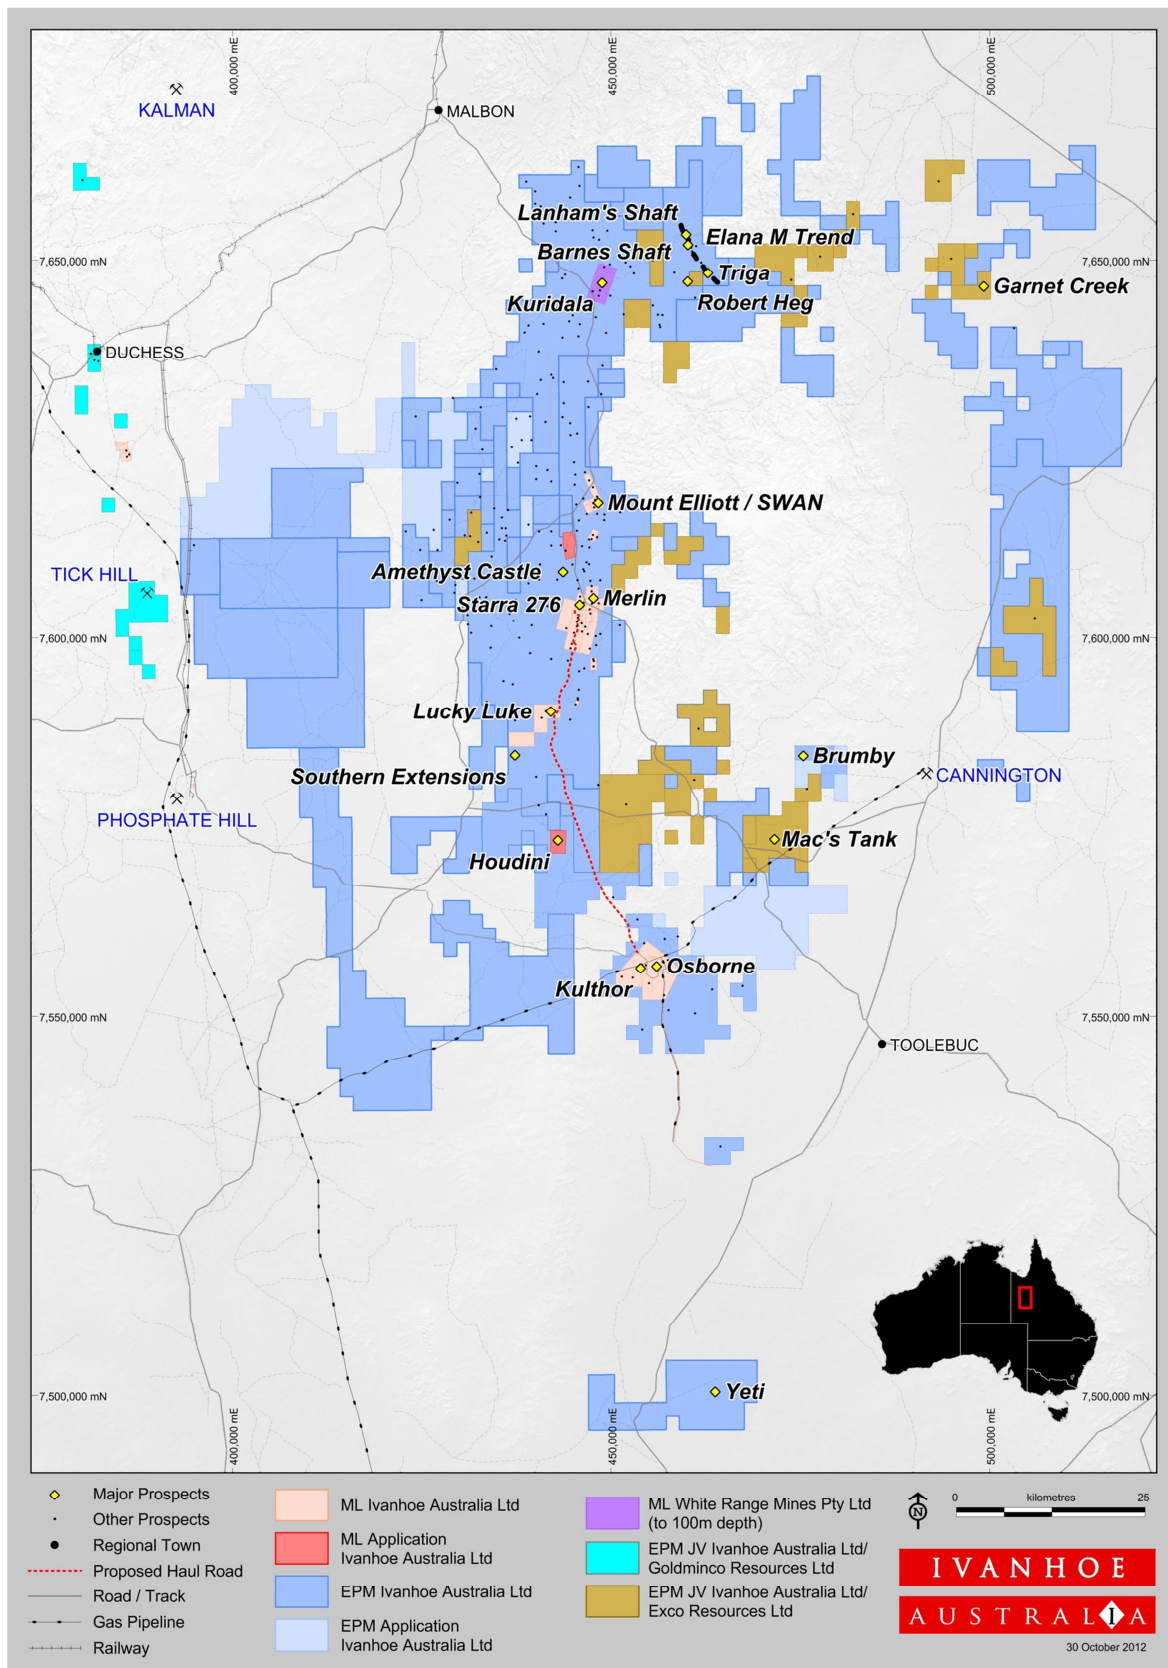 400,000 mE
450,000 mE
500,000 mE
KALMAN
MALBON
Lanham's Shaft
Elana M Trend
Barnes Shaft
7,650,000 mN
7,650,000 mN
Triga
Garnet Creek
Kuridala
Robert Heg
DUCHESS
Mount Elliott / SWAN
Amethyst Castle
TICK HILL
Merlin
Starra 276
7,600,000 mN
7,600,000 mN
Lucky Luke
Brumby
Southern Extensions
CANNINGTON
PHOSPHATE HILL
Mac's Tank
Houdini
Osborne
Kulthor
7,550,000 mN
7,550,000 mN
TOOLEBUC
Yeti
7,500,000 mN
7,500,000 mN
400,000 mE
450,000 mE
500,000 mE
Major Prospects
Other Prospects
Regional Town
Proposed Haul Road
Road / Track
Gas Pipeline
Railway
ML Ivanhoe Australia Ltd
ML Application
Ivanhoe Australia Ltd
EPM Ivanhoe Australia Ltd
EPM Application
Ivanhoe Australia Ltd
ML White Range Mines Pty Ltd
(to 100m depth)
EPM JV Ivanhoe Australia Ltd/
Goldminco Resources Ltd
EPM JV Ivanhoe Australia Ltd/
Exco Resources Ltd
N
0 kilometres 25
IVANHOE
AUSTRALIA
30 October 2012